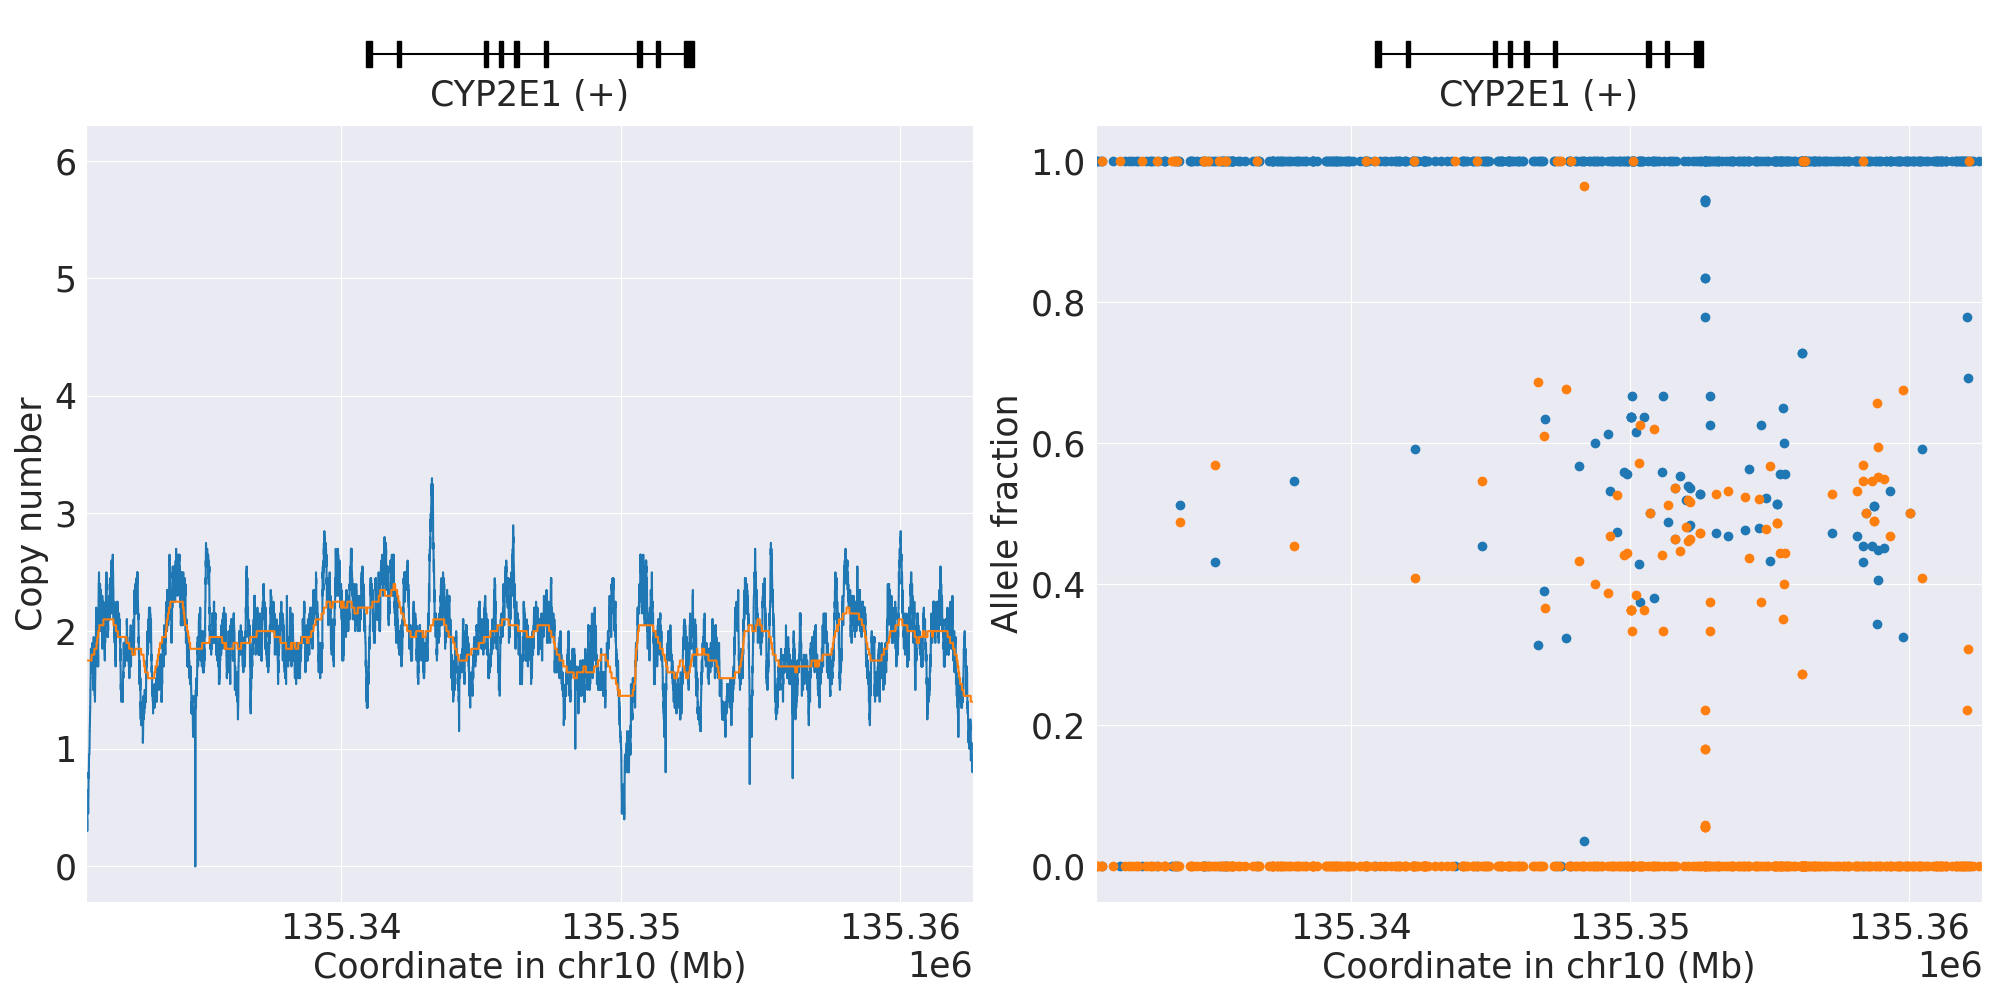 CYP2E1 (+)
6
5
4
3
2
1
0
Copy number
135.34 135.35 135.36
Coordinate in chr10 (Mb)
1e6
CYP2E1 (+)
1.0
0.8
0.6
0.4
0.2
0.0
Allele fraction
135.34 135.35 135.36
Coordinate in chr10 (Mb)
1e6